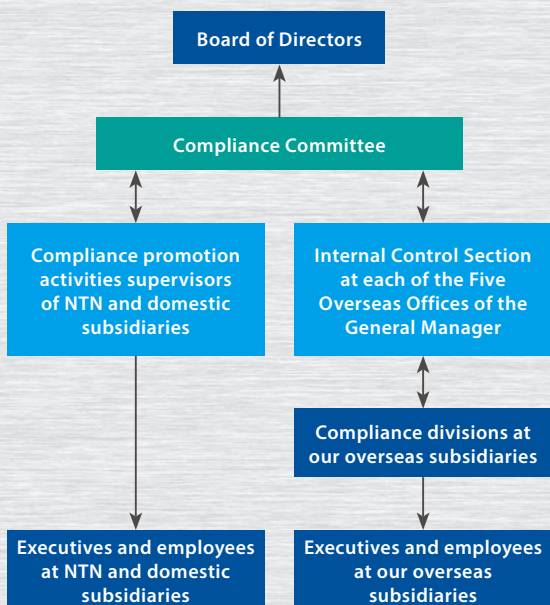 Board of Directors
Compliance Committee
Compliance promotion
activities supervisors
of NTN and domestic
subsidiaries
Internal Control Section
at each of the Five
Overseas Offices of the
General Manager
Compliance divisions at
our overseas subsidiaries
Executives and employees
at NTN and domestic
subsidiaries
Executives and employees
at our overseas
subsidiaries